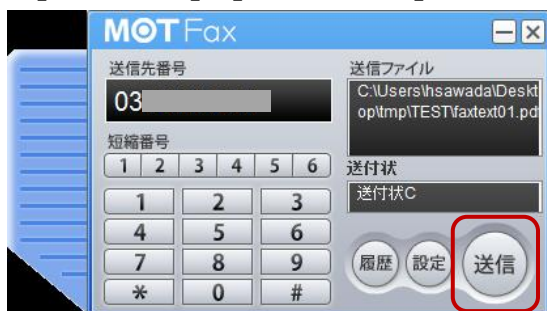 MOT Fax
送信先番号
03
短縮番号
1 2 3 4 5 6
1 2 3
4 5 6
7 8 9
* 0 #
送信ファイル
C:\Users\hsawada\Deskt
op\tmp\TEST\faxtext01.pd
送付状
送付状C
履歴 設定 送信